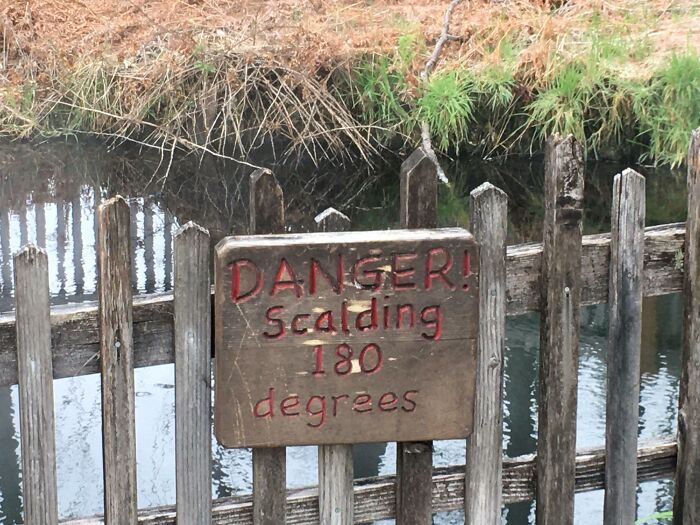 DANGER!
Scalding
180
degrees